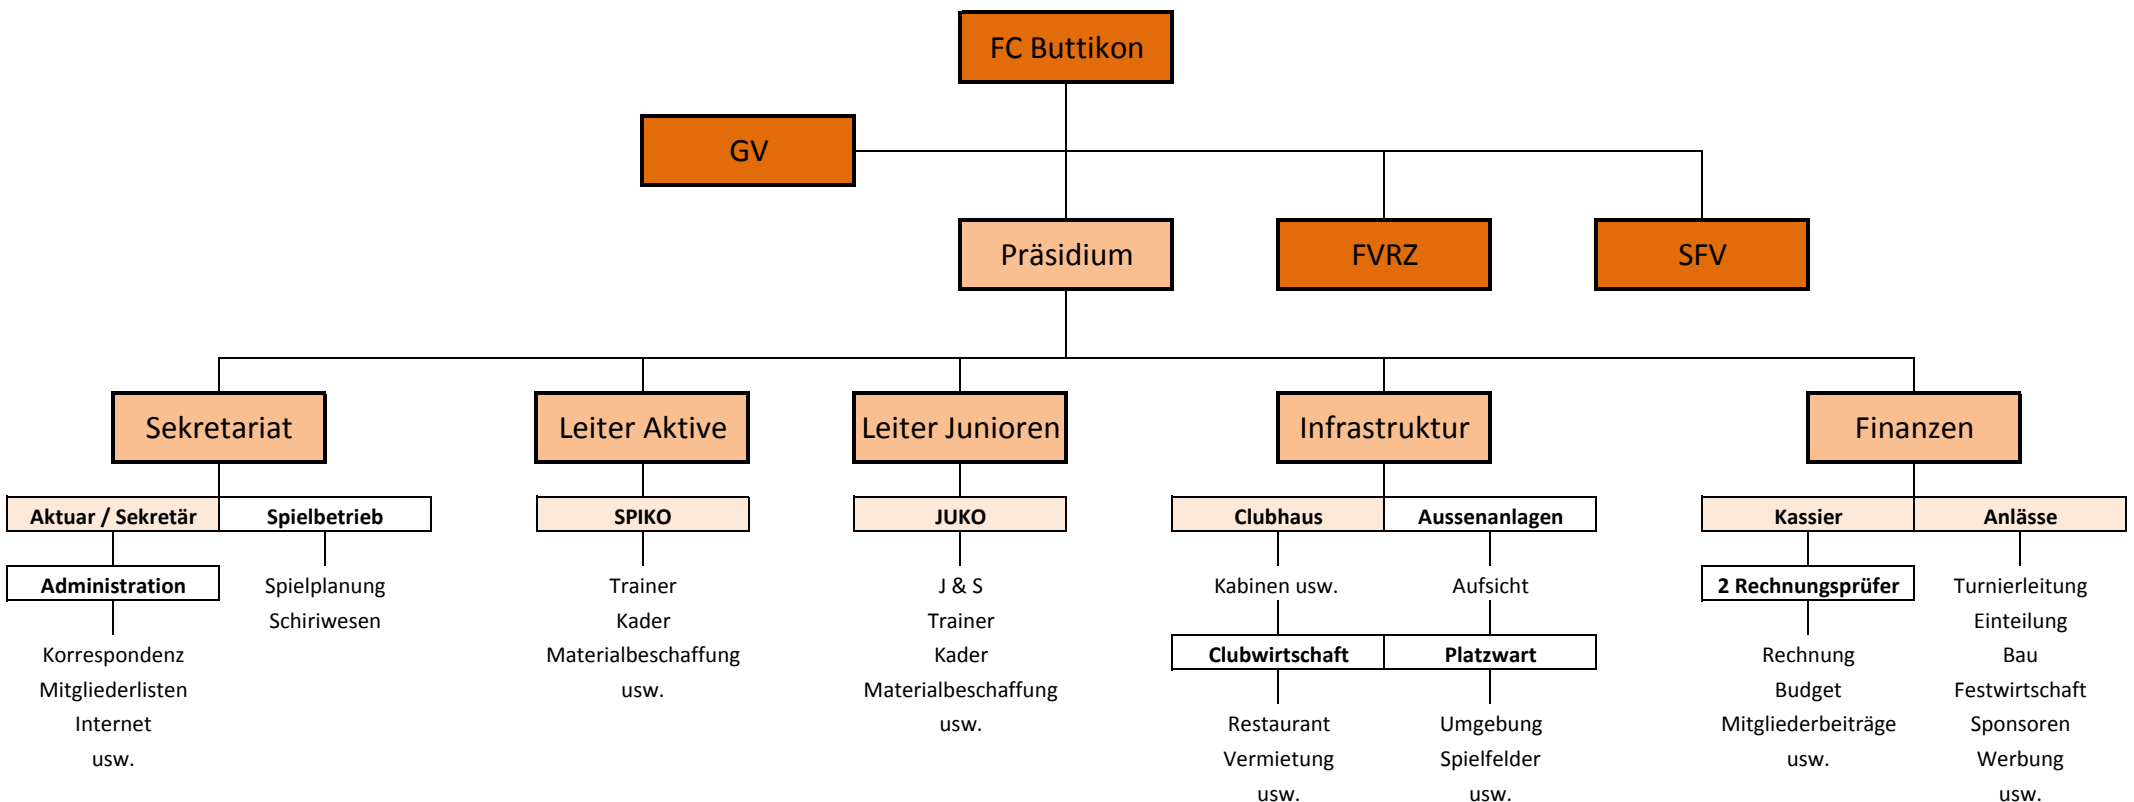 FC Buttikon
GV
Präsidium
FVRZ
SFV
Sekretariat
Leiter Aktive
Leiter Junioren
Infrastruktur
Finanzen
Aktuar / Sekretär
Spielbetrieb
SPIKO
JUKO
Clubhaus
Aussenanlagen
Kassier
Anlässe
Administration
Korrespondenz
Mitgliederlisten
Internet
usw.
Spielplanung
Schiriwesen
Trainer
Kader
Materialbeschaffung
usw.
J & S
Trainer
Kader
Materialbeschaffung
usw.
Kabinen usw.
Clubwirtschaft
Restaurant
Vermietung
usw.
Aufsicht
Platzwart
Umgebung
Spielfelder
usw.
2 Rechnungsprüfer
Rechnung
Budget
Mitgliederbeiträge
usw.
Turnierleitung
Einteilung
Bau
Festwirtschaft
Sponsoren
Werbung
usw.